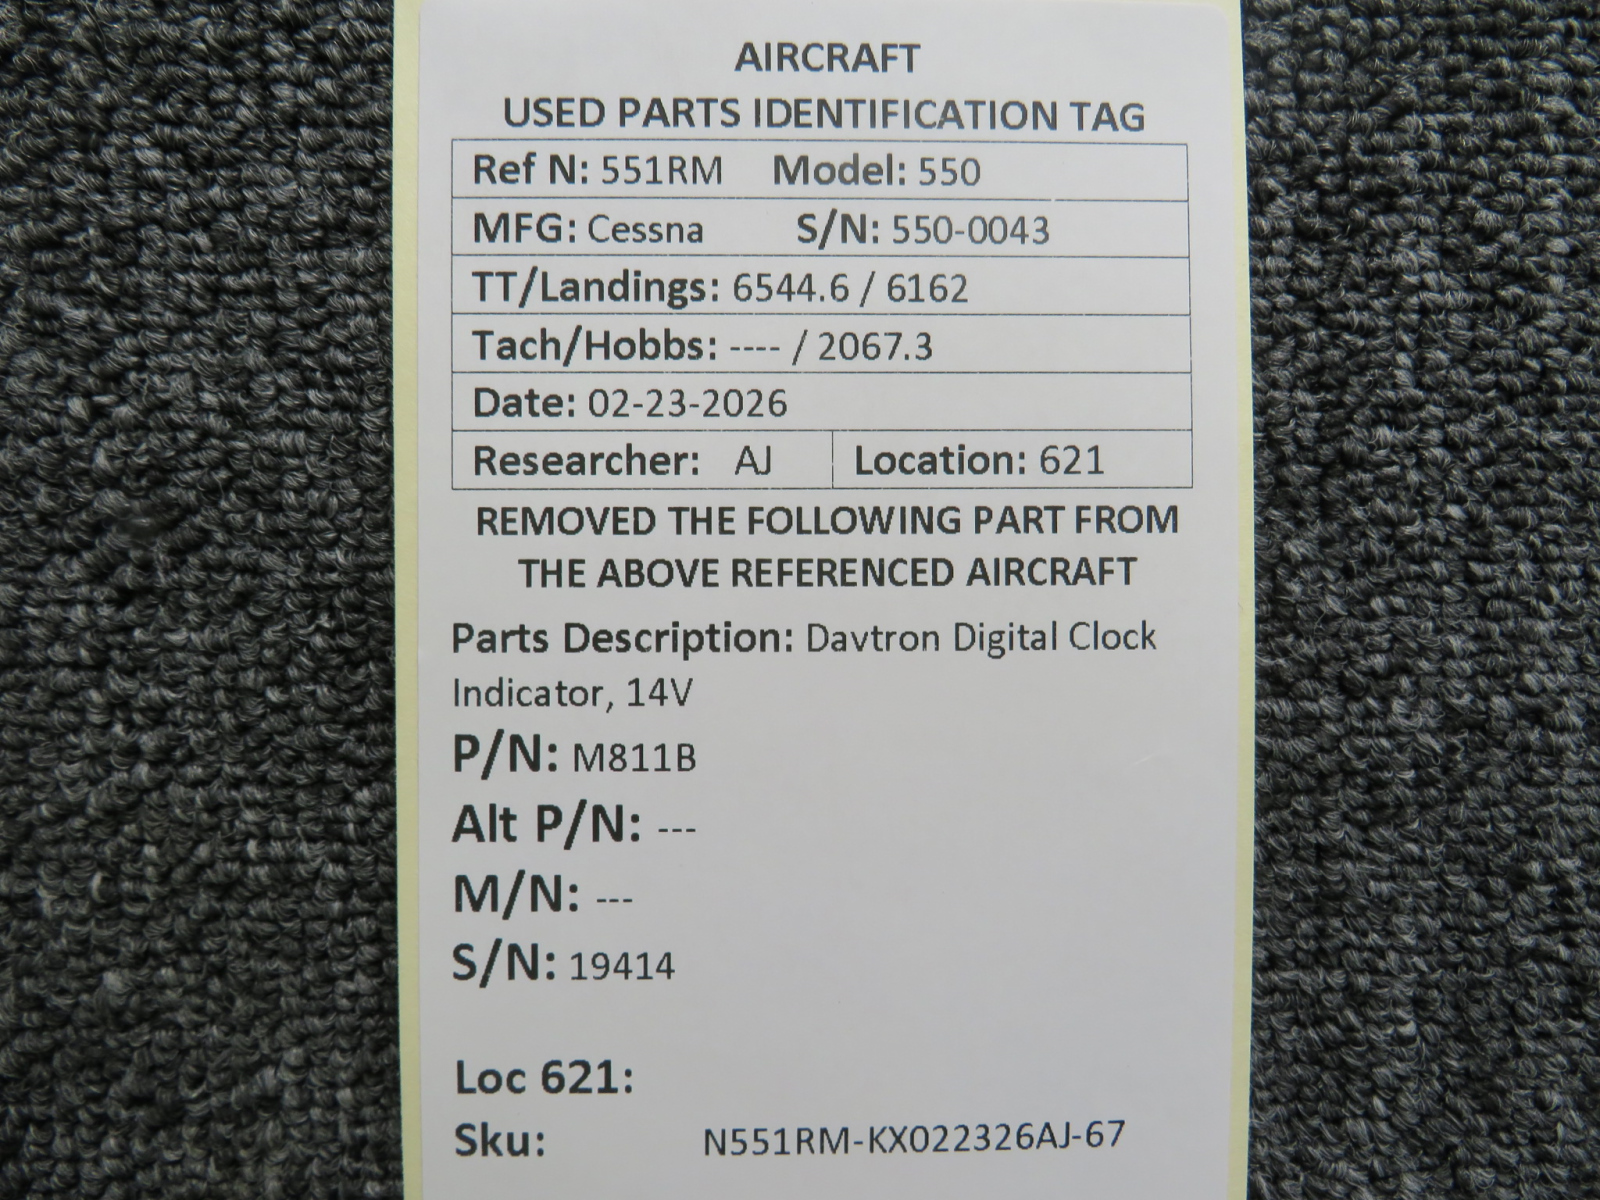 AIRCRAFT
USED PARTS IDENTIFICATION TAG
Ref N: 551RM Model: 550
MFG: Cessna S/N: 550-0043
TT/Landings: 6544.6 / 6162
Tach/Hobbs: ---- / 2067.3
Date: 02-23-2026
Researcher: AJ Location: 621
REMOVED THE FOLLOWING PART FROM
THE ABOVE REFERENCED AIRCRAFT
Parts Description: Davtron Digital Clock
Indicator, 14V
P/N: M811B
Alt P/N: ---
M/N: ---
S/N: 19414
Loc 621:
Sku: N551RM-KX022326AJ-67